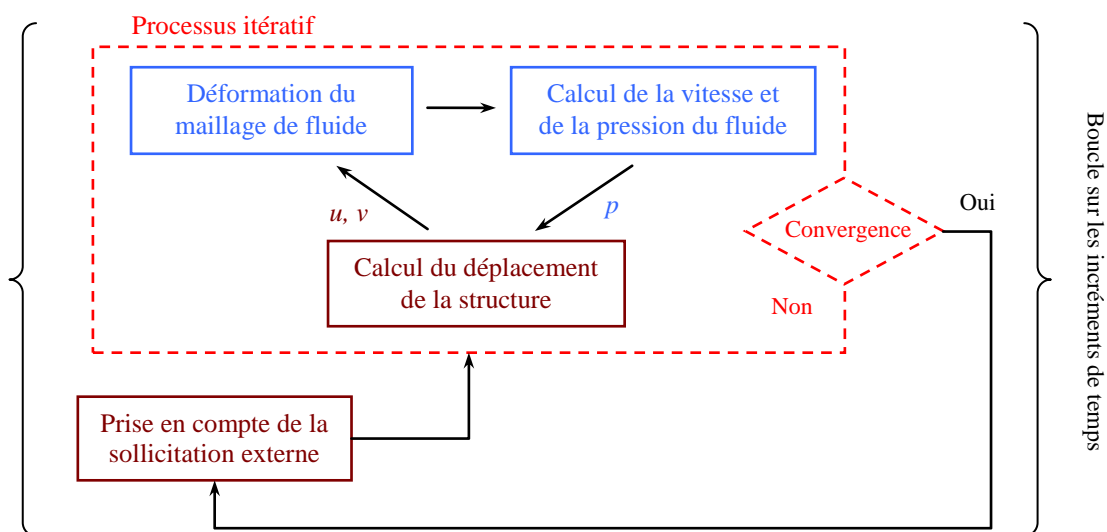 Processus itératif
Déformation du
maillage de fluide
Calcul de la vitesse et
de la pression du fluide
u, v
p
Calcul du déplacement
de la structure
Convergence
Oui
Non
Prise en compte de la
sollicitation externe
Boucle sur les incréments de temps